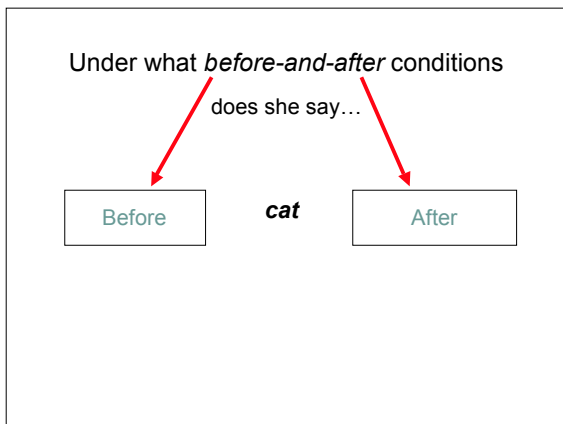 Under what before-and-after conditions
does she say…
Before cat After